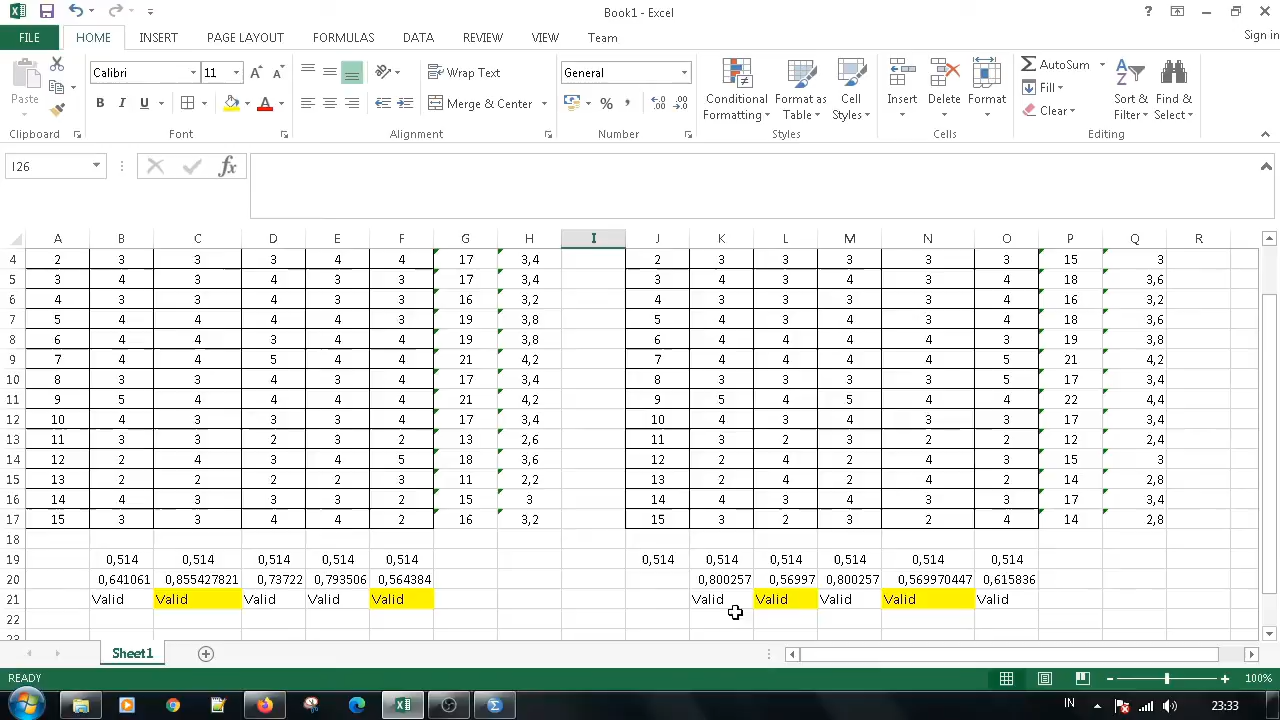 Book1 - Excel
Sign in
FILE HOME INSERT PAGE LAYOUT FORMULAS DATA REVIEW VIEW Team
Paste
Calibri 11
B I U
Wrap Text
Merge & Center
General
Conditional Formatting
Format as Table
Cell Styles
Insert
Delete
Format
AutoSum
Fill
Clear
Sort & Filter
Find & Select
Clipboard Font Alignment Number Styles Cells Editing
I26 fx
A B C D E F G H I J K L M N O P Q R
4 2 3 3 3 4 4 17 3,4 2 3 3 3 3 3 15 3
5 3 4 3 4 3 3 17 3,4 3 4 3 4 3 4 18 3,6
6 4 3 3 4 3 3 16 3,2 4 3 3 3 3 4 16 3,2
7 5 4 4 4 4 3 19 3,8 5 4 3 4 3 4 18 3,6
8 6 4 4 3 4 4 19 3,8 6 4 4 4 4 3 19 3,8
9 7 4 4 5 4 4 21 4,2 7 4 4 4 4 5 21 4,2
10 8 3 3 4 3 4 17 3,4 8 3 3 3 3 5 17 3,4
11 9 5 4 4 4 4 21 4,2 9 5 4 5 4 4 22 4,4
12 10 4 3 3 3 4 17 3,4 10 4 3 4 3 3 17 3,4
13 11 3 3 2 3 2 13 2,6 11 3 2 3 2 2 12 2,4
14 12 2 4 3 4 5 18 3,6 12 2 4 2 4 3 15 3
15 13 2 2 2 2 3 11 2,2 13 2 4 2 4 2 14 2,8
16 14 4 3 3 3 2 15 3 14 4 3 4 3 3 17 3,4
17 15 3 3 4 4 2 16 3,2 15 3 2 3 2 4 14 2,8
18
19 0,514 0,514 0,514 0,514 0,514 0,514 0,514 0,514 0,514 0,514 0,514
20 0,641061 0,855427821 0,73722 0,793506 0,564384 0,800257 0,56997 0,800257 0,569970447 0,615836
21 Valid Valid Valid Valid Valid Valid Valid Valid Valid Valid
22
23
Sheet1
READY 100%
IN 23:33